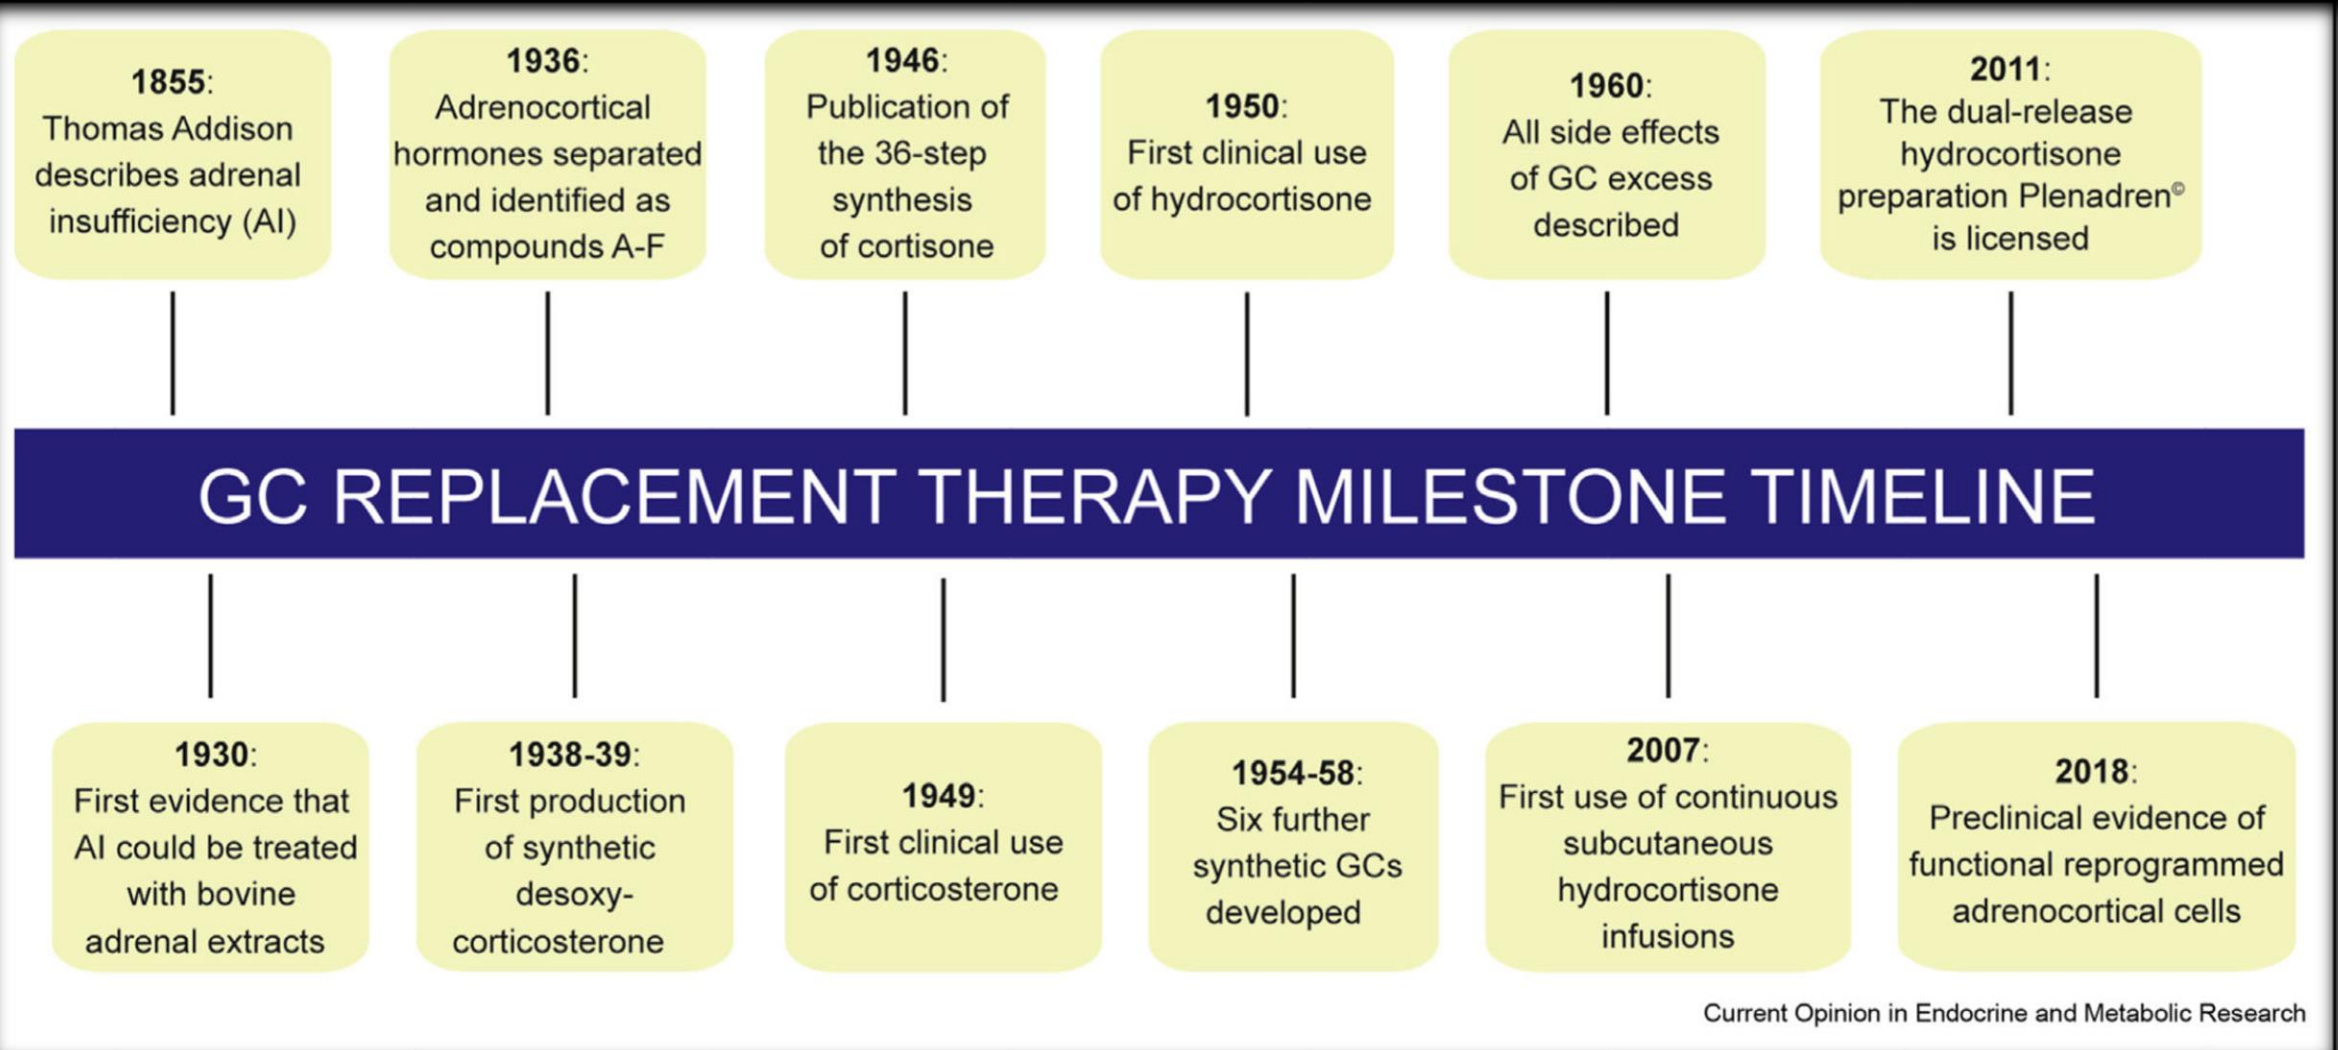 1855:
Thomas Addison
describes adrenal
insufficiency (AI)
1936:
Adrenocortical
hormones separated
and identified as
compounds A-F
1946:
Publication of
the 36-step
synthesis
of cortisone
1950:
First clinical use
of hydrocortisone
1960:
All side effects
of GC excess
described
2011:
The dual-release
hydrocortisone
preparation Plenadren©
is licensed
GC REPLACEMENT THERAPY MILESTONE TIMELINE
1930:
First evidence that
AI could be treated
with bovine
adrenal extracts
1938-39:
First production
of synthetic
desoxy-
corticosterone
1949:
First clinical use
of corticosterone
1954-58:
Six further
synthetic GCs
developed
2007:
First use of continuous
subcutaneous
hydrocortisone
infusions
2018:
Preclinical evidence of
functional reprogrammed
adrenocortical cells
Current Opinion in Endocrine and Metabolic Research